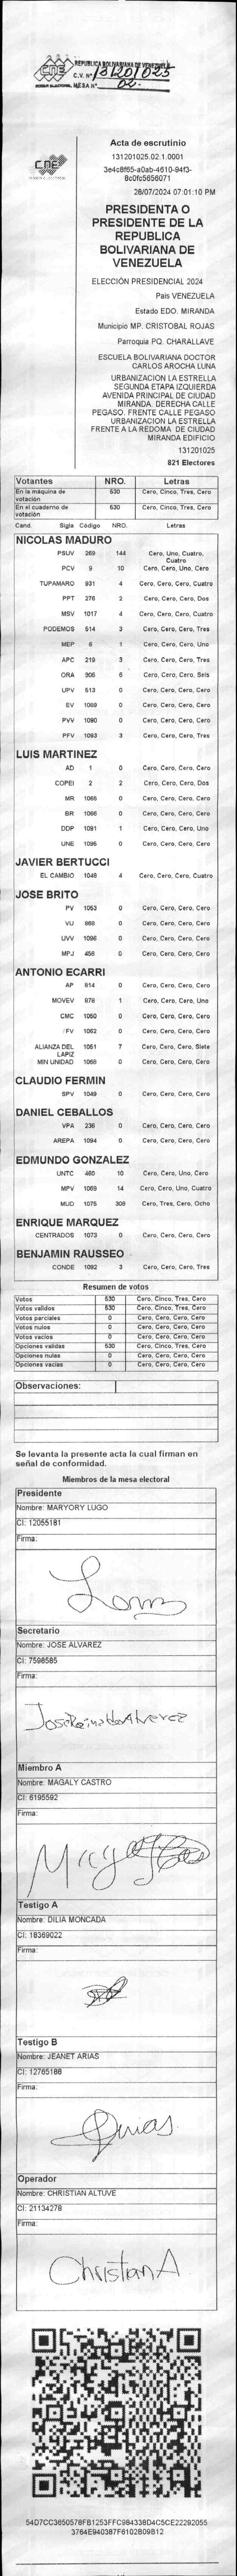 CNE
PODER ELECTORAL
REPUBLICA BOLIVARIANA DE VENEZUELA
C.V. Nº 131201025
MESA Nº 02
CNE
Acta de escrutinio
131201025.02.1.0001
3e4c8f65-a0ab-4610-94f3-
8c0fc5656071
28/07/2024 07:01:10 PM
PRESIDENTA O
PRESIDENTE DE LA
REPUBLICA
BOLIVARIANA DE
VENEZUELA
ELECCIÓN PRESIDENCIAL 2024
Pais VENEZUELA
Estado EDO. MIRANDA
Municipio MP. CRISTOBAL ROJAS
Parroquia PQ. CHARALLAVE
ESCUELA BOLIVARIANA DOCTOR
CARLOS AROCHA LUNA
URBANIZACION LA ESTRELLA
SEGUNDA ETAPA IZQUIERDA
AVENIDA PRINCIPAL DE CIUDAD
MIRANDA. DERECHA CALLE
PEGASO. FRENTE CALLE PEGASO
URBANIZACION LA ESTRELLA
FRENTE A LA REDOMA DE CIUDAD
MIRANDA EDIFICIO
131201025
821 Electores
Votantes NRO. Letras
En la máquina de votación 530 Cero, Cinco, Tres, Cero
En el cuaderno de votación 530 Cero, Cinco, Tres, Cero
Cand. Sigla Código NRO. Letras
NICOLAS MADURO
PSUV 269 144 Cero, Uno, Cuatro, Cuatro
PCV 9 10 Cero, Cero, Uno, Cero
TUPAMARO 931 4 Cero, Cero, Cero, Cuatro
PPT 276 2 Cero, Cero, Cero, Dos
MSV 1017 4 Cero, Cero, Cero, Cuatro
PODEMOS 514 3 Cero, Cero, Cero, Tres
MEP 6 1 Cero, Cero, Cero, Uno
APC 219 3 Cero, Cero, Cero, Tres
ORA 906 6 Cero, Cero, Cero, Seis
UPV 513 0 Cero, Cero, Cero, Cero
EV 1089 0 Cero, Cero, Cero, Cero
PVV 1090 0 Cero, Cero, Cero, Cero
PFV 1093 3 Cero, Cero, Cero, Tres
LUIS MARTINEZ
AD 1 0 Cero, Cero, Cero, Cero
COPEI 2 2 Cero, Cero, Cero, Dos
MR 1065 0 Cero, Cero, Cero, Cero
BR 1066 0 Cero, Cero, Cero, Cero
DDP 1091 1 Cero, Cero, Cero, Uno
UNE 1095 0 Cero, Cero, Cero, Cero
JAVIER BERTUCCI
EL CAMBIO 1048 4 Cero, Cero, Cero, Cuatro
JOSE BRITO
PV 1053 0 Cero, Cero, Cero, Cero
VU 868 0 Cero, Cero, Cero, Cero
UVV 1096 0 Cero, Cero, Cero, Cero
MPJ 456 0 Cero, Cero, Cero, Cero
ANTONIO ECARRI
AP 814 0 Cero, Cero, Cero, Cero
MOVEV 878 1 Cero, Cero, Cero, Uno
CMC 1050 0 Cero, Cero, Cero, Cero
FV 1062 0 Cero, Cero, Cero, Cero
ALIANZA DEL LAPIZ 1051 7 Cero, Cero, Cero, Siete
MIN UNIDAD 1068 0 Cero, Cero, Cero, Cero
CLAUDIO FERMIN
SPV 1049 0 Cero, Cero, Cero, Cero
DANIEL CEBALLOS
VPA 236 0 Cero, Cero, Cero, Cero
AREPA 1094 0 Cero, Cero, Cero, Cero
EDMUNDO GONZALEZ
UNTC 460 10 Cero, Cero, Uno, Cero
MPV 1069 14 Cero, Cero, Uno, Cuatro
MUD 1075 308 Cero, Tres, Cero, Ocho
ENRIQUE MARQUEZ
CENTRADOS 1073 0 Cero, Cero, Cero, Cero
BENJAMIN RAUSSEO
CONDE 1092 3 Cero, Cero, Cero, Tres
Resumen de votos
Votos 530 Cero, Cinco, Tres, Cero
Votos validos 530 Cero, Cinco, Tres, Cero
Votos parciales 0 Cero, Cero, Cero, Cero
Votos nulos 0 Cero, Cero, Cero, Cero
Votos vacios 0 Cero, Cero, Cero, Cero
Opciones validas 530 Cero, Cinco, Tres, Cero
Opciones nulas 0 Cero, Cero, Cero, Cero
Opciones vacias 0 Cero, Cero, Cero, Cero
Observaciones:
Se levanta la presente acta la cual firman en
señal de conformidad.
Miembros de la mesa electoral
Presidente
Nombre: MARYORY LUGO
CI: 12055181
Firma:
Secretario
Nombre: JOSE ALVAREZ
CI: 7598585
Firma:
Miembro A
Nombre: MAGALY CASTRO
CI: 6195592
Firma:
Testigo A
Nombre: DILIA MONCADA
CI: 18369022
Firma:
Testigo B
Nombre: JEANET ARIAS
CI: 12765166
Firma:
Arias
Operador
Nombre: CHRISTIAN ALTUVE
CI: 21134278
Firma:
Christian A
54D7CC3650578FB1253FFC984338D4C5CE22292055
3764E940387F6102B09B12